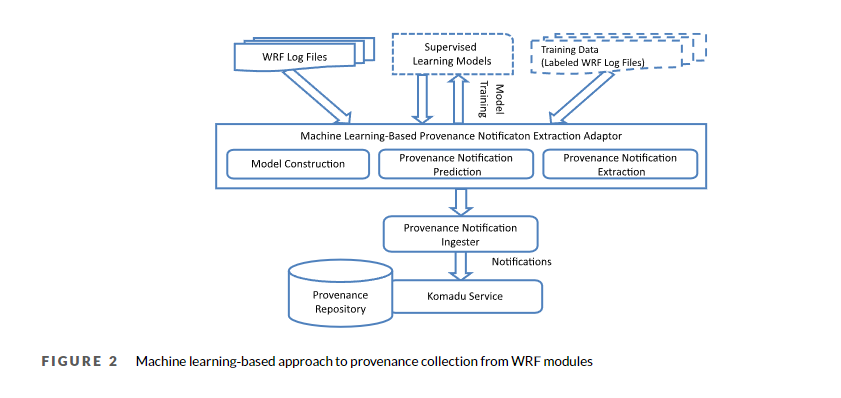 WRF Log Files
Supervised
Learning Models
Training Data
(Labeled WRF Log Files)
Model
Training
Machine Learning-Based Provenance Notificaton Extraction Adaptor
Model Construction
Provenance Notification
Prediction
Provenance Notification
Extraction
Provenance Notification
Ingester
Notifications
Provenance
Repository
Komadu Service
FIGURE 2 Machine learning-based approach to provenance collection from WRF modules